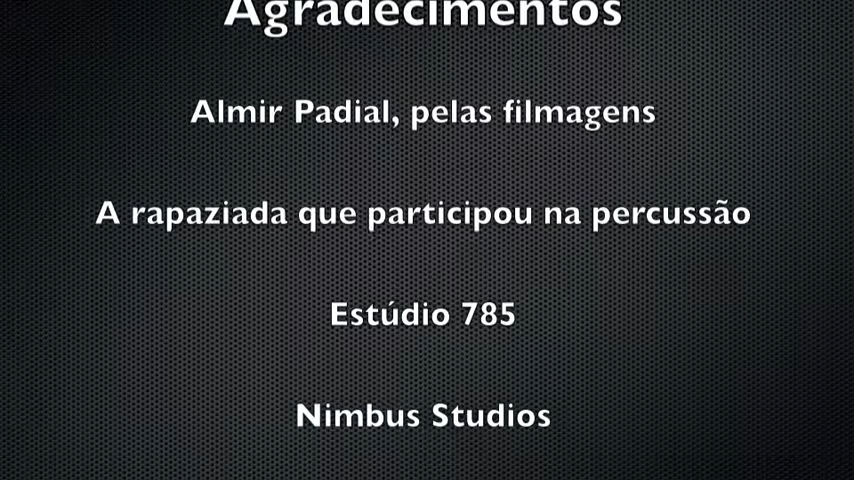 Agradecimentos
Almir Padial, pelas filmagens
A rapaziada que participou na percussão
Estúdio 785
Nimbus Studios